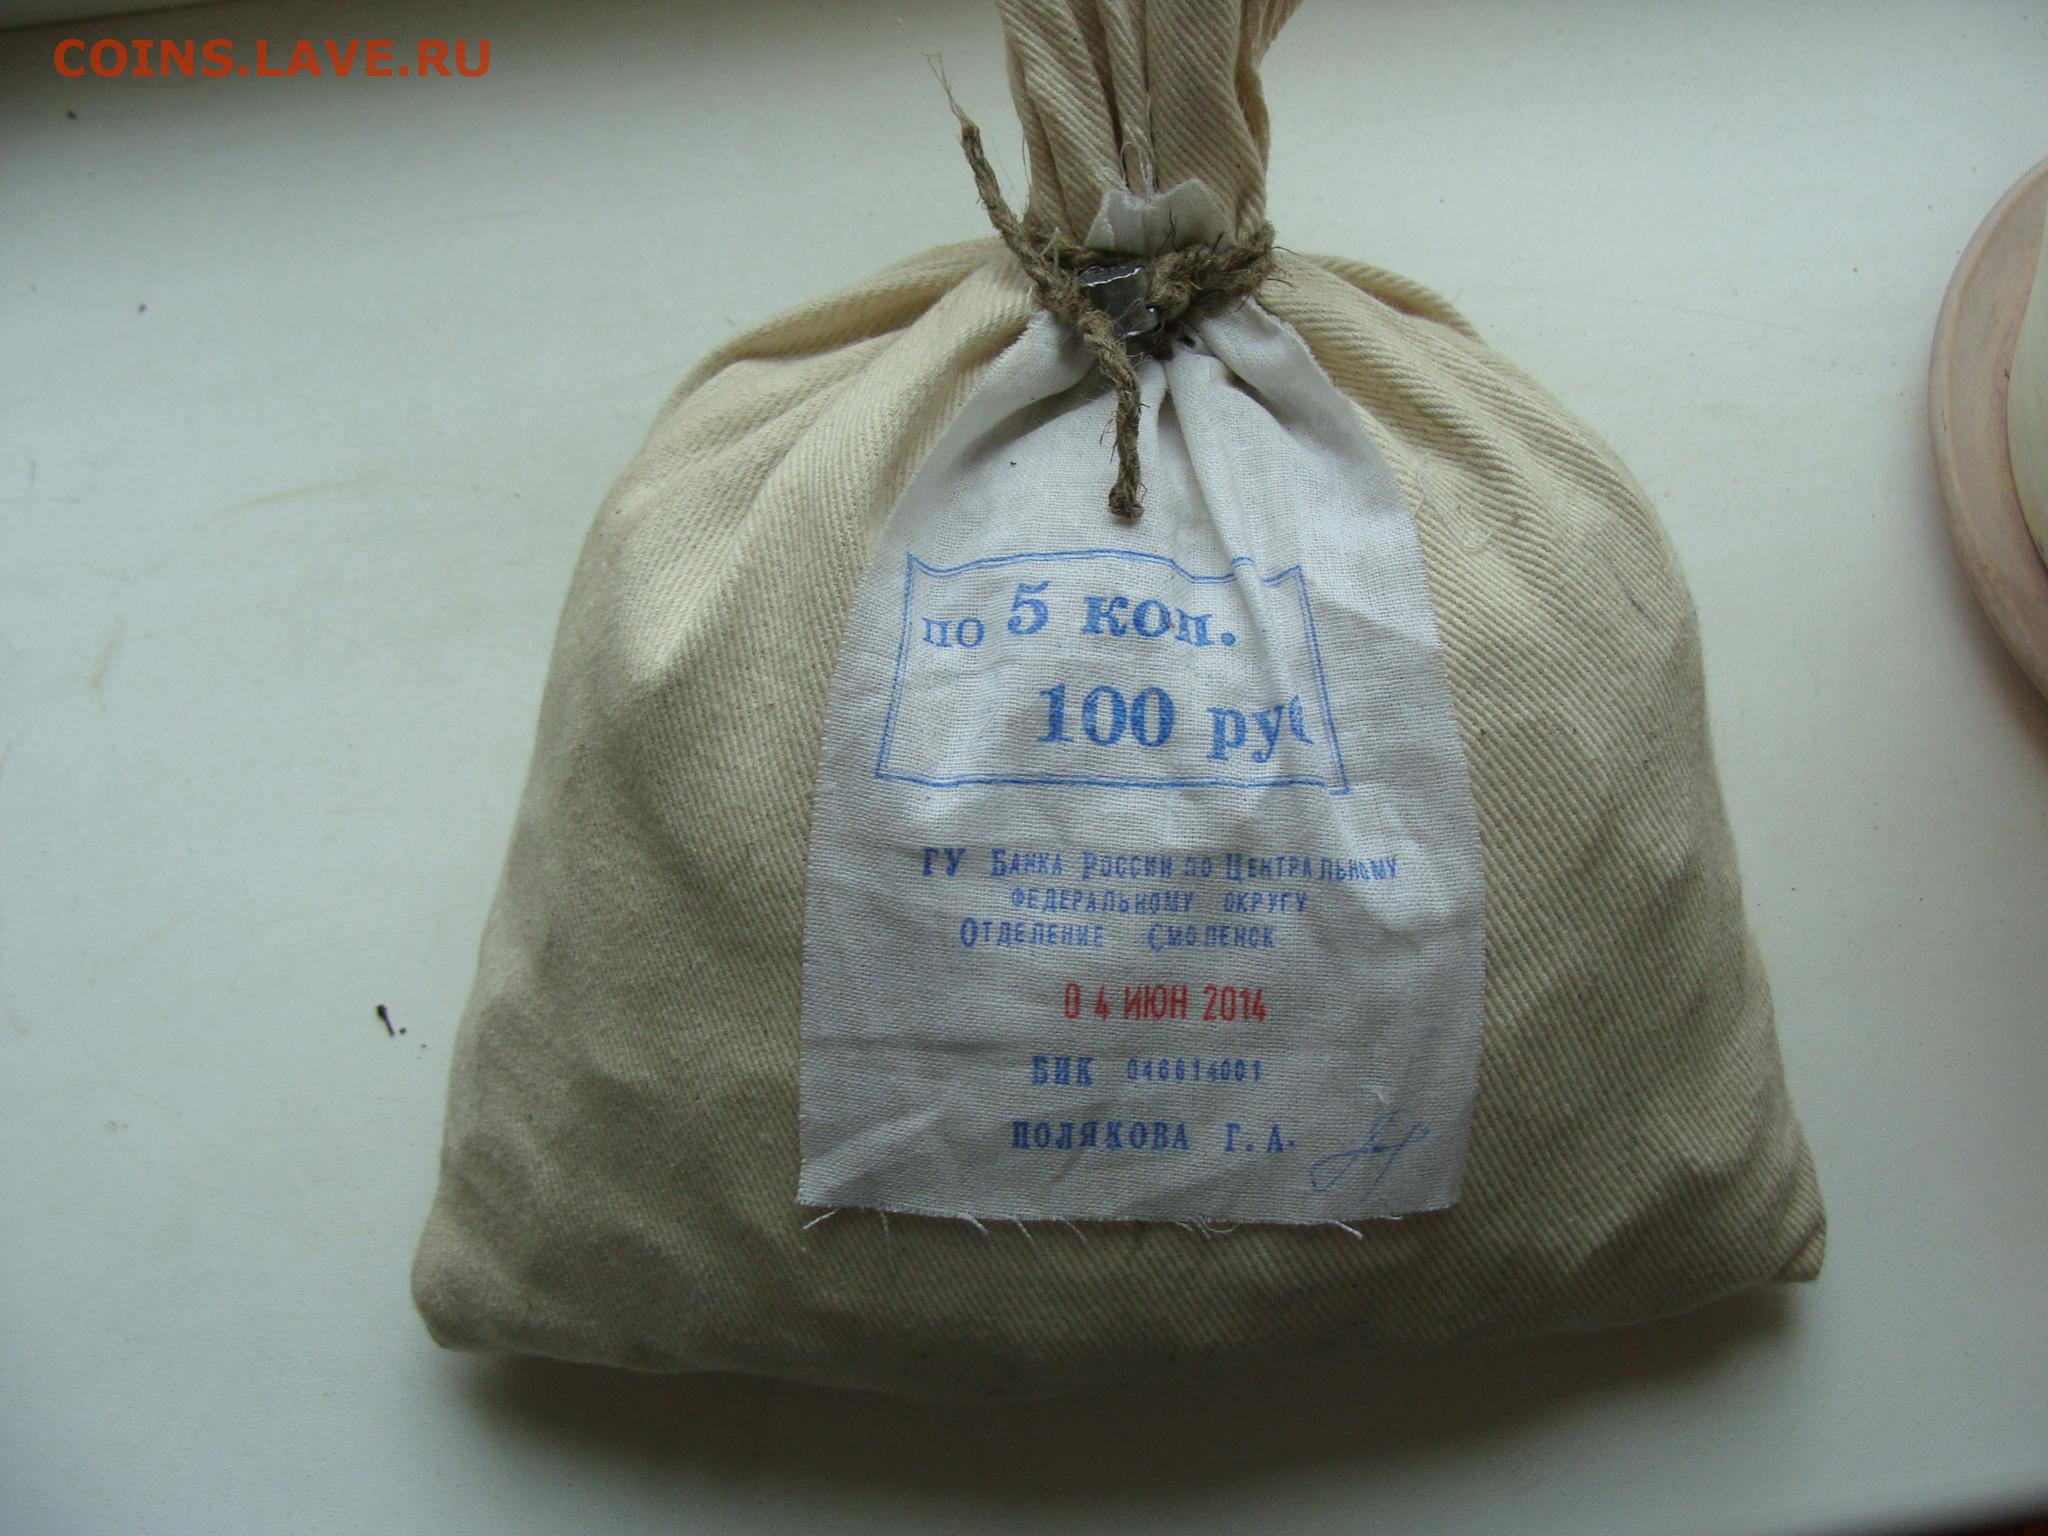 COINS.LAVE.RU
по 5 коп.
100 руб
ГУ Банка России по Центральному
федеральному округу
Отделение Смоленск
04 ИЮН 2014
БИК 046614001
ПОЛЯКОВА Г.А.